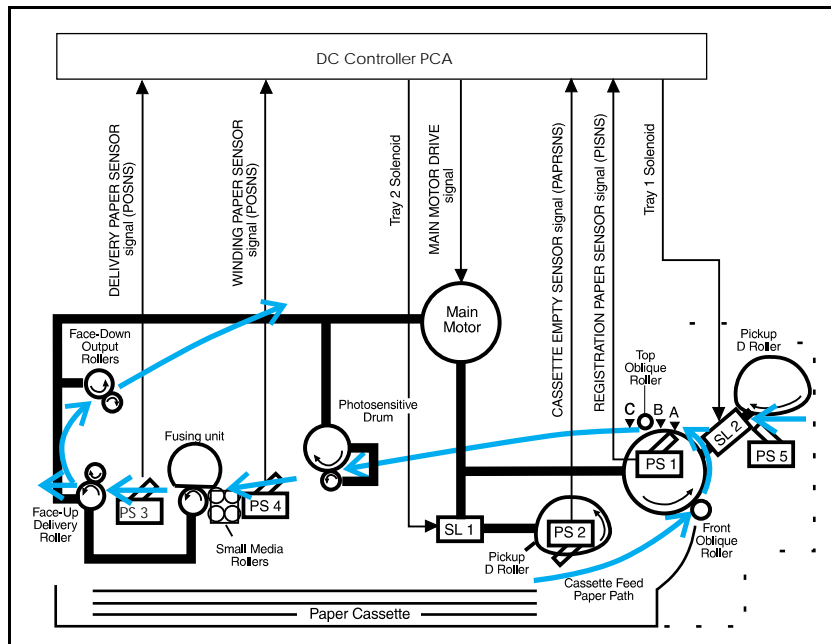 DC Controller PCA
DELIVERY PAPER SENSOR
signal (POSNS)
WINDING PAPER SENSOR
signal (POSNS)
Tray 2 Solenoid
MAIN MOTOR DRIVE
signal
CASSETTE EMPTY SENSOR signal (PAPRSNS)
REGISTRATION PAPER SENSOR signal (PISNS)
Tray 1 Solenoid
Main
Motor
Face-Down
Output
Rollers
Top
Oblique
Roller
Pickup
D Roller
C
B
A
Photosensitive
Drum
SL 2
Fusing unit
PS 1
PS 5
PS 3
PS 4
SL 1
PS 2
Face-Up
Delivery
Roller
Small Media
Rollers
Pickup
D Roller
Front
Oblique
Roller
Cassette Feed
Paper Path
Paper Cassette